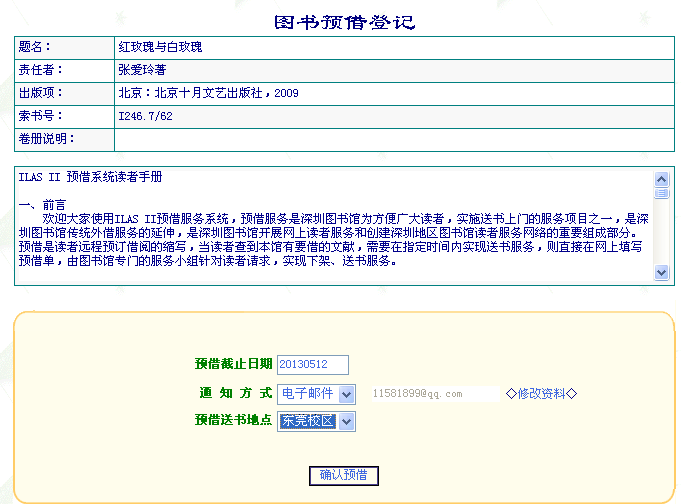 图书预借登记
题名： 红玫瑰与白玫瑰
责任者： 张爱玲著
出版项： 北京：北京十月文艺出版社，2009
索书号： I246.7/62
卷册说明：
ILAS II 预借系统读者手册
一、前言
欢迎大家使用ILAS II预借服务系统，预借服务是深圳图书馆为方便广大读者，实施送书上门的服务项目之一，是深
圳图书馆传统外借服务的延伸，是深圳图书馆开展网上读者服务和创建深圳地区图书馆读者服务网络的重要组成部分。
预借是读者远程预订借阅的缩写，当读者查到本馆有要借的文献，需要在指定时间内实现送书服务，则直接在网上填写
预借单，由图书馆专门的服务小组针对读者请求，实现下架、送书服务。
预借截止日期 20130512
通 知 方 式 电子邮件 11581899@qq.com ◇修改资料◇
预借送书地点 东莞校区
确认预借